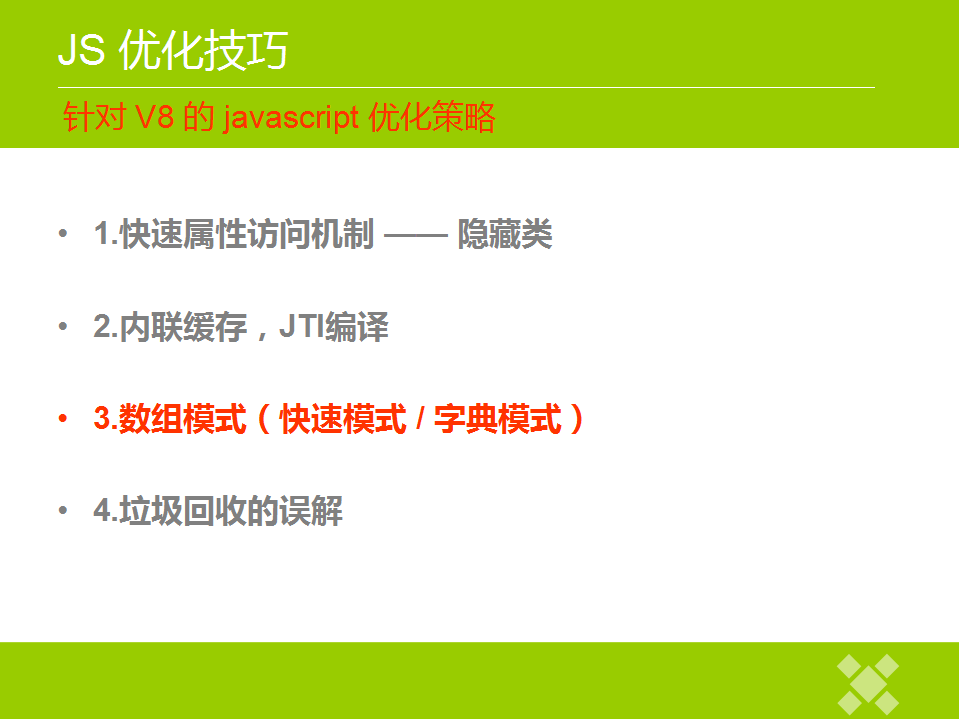 JS 优化技巧
针对 V8 的 javascript 优化策略
• 1.快速属性访问机制 —— 隐藏类
• 2.内联缓存，JTI编译
• 3.数组模式（快速模式 / 字典模式）
• 4.垃圾回收的误解